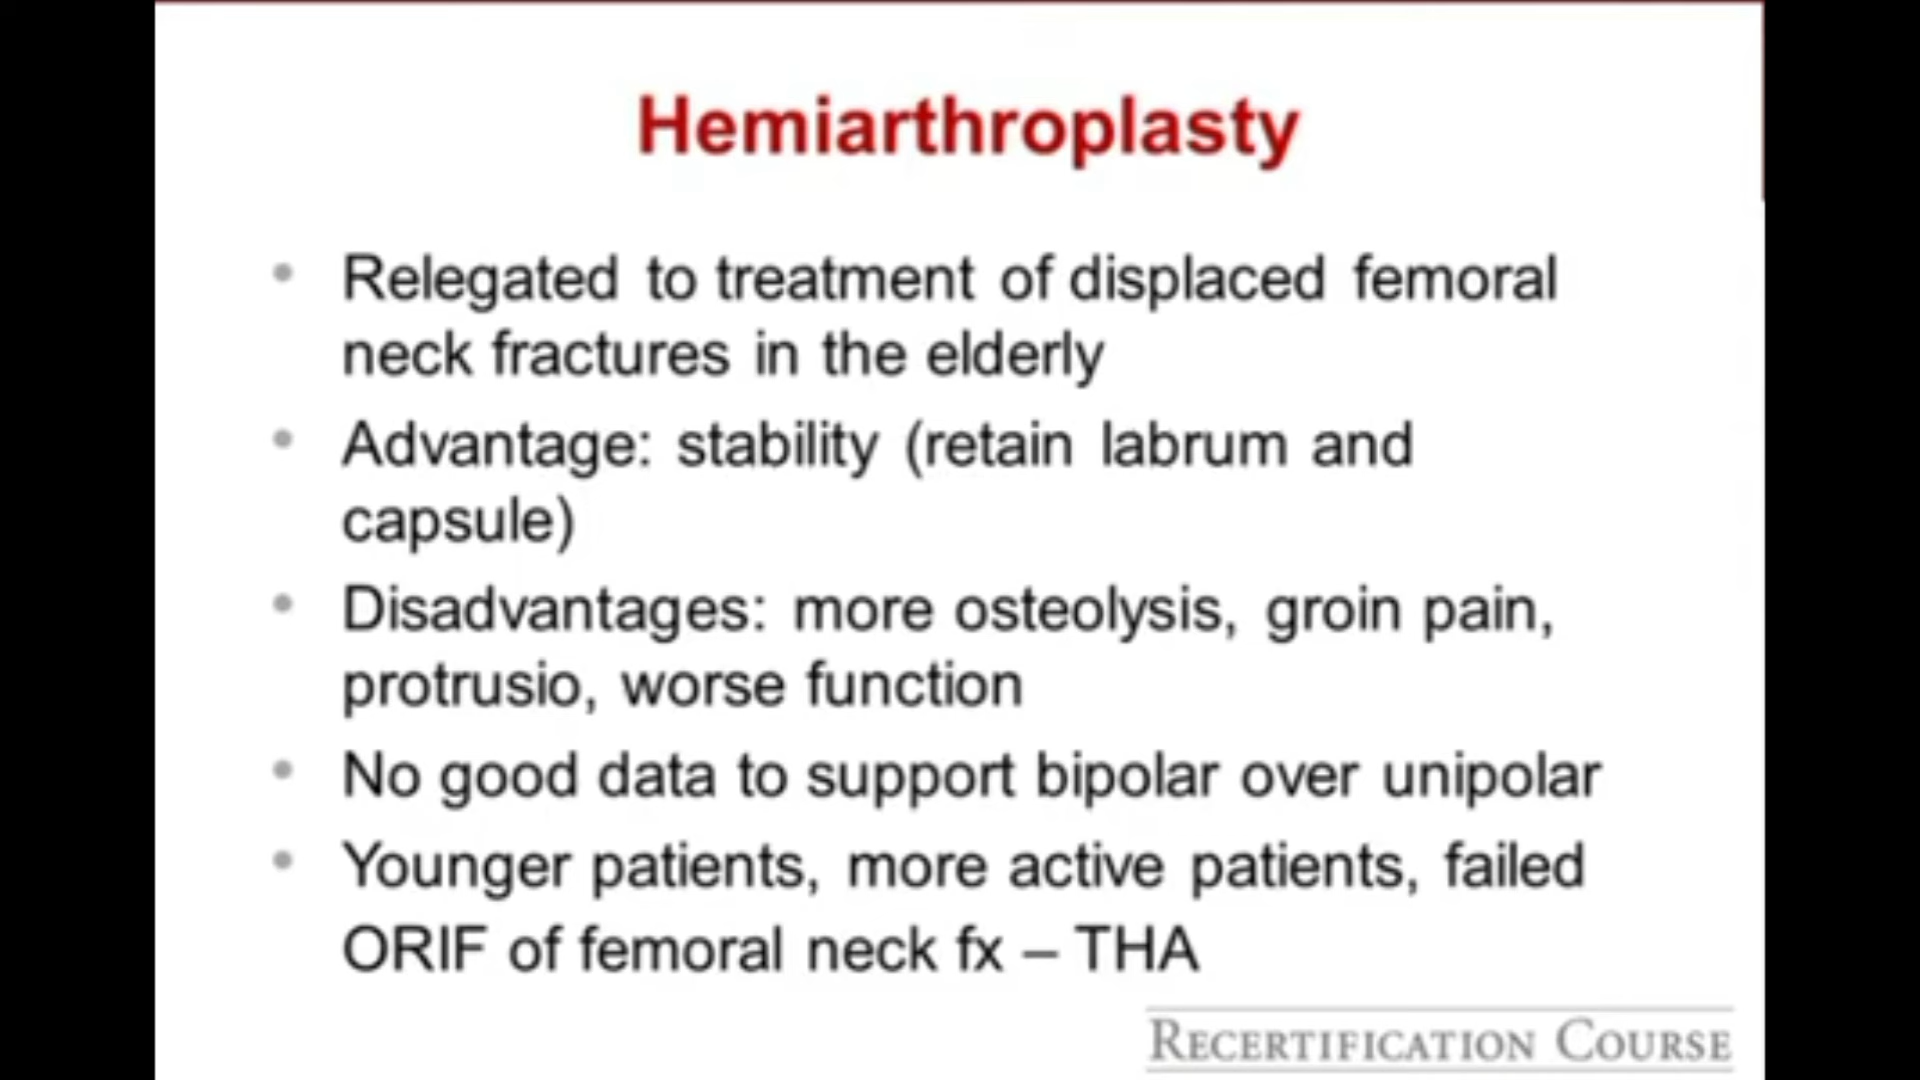 Hemiarthroplasty
• Relegated to treatment of displaced femoral
neck fractures in the elderly
• Advantage: stability (retain labrum and
capsule)
• Disadvantages: more osteolysis, groin pain,
protrusio, worse function
• No good data to support bipolar over unipolar
• Younger patients, more active patients, failed
ORIF of femoral neck fx – THA
RECERTIFICATION COURSE